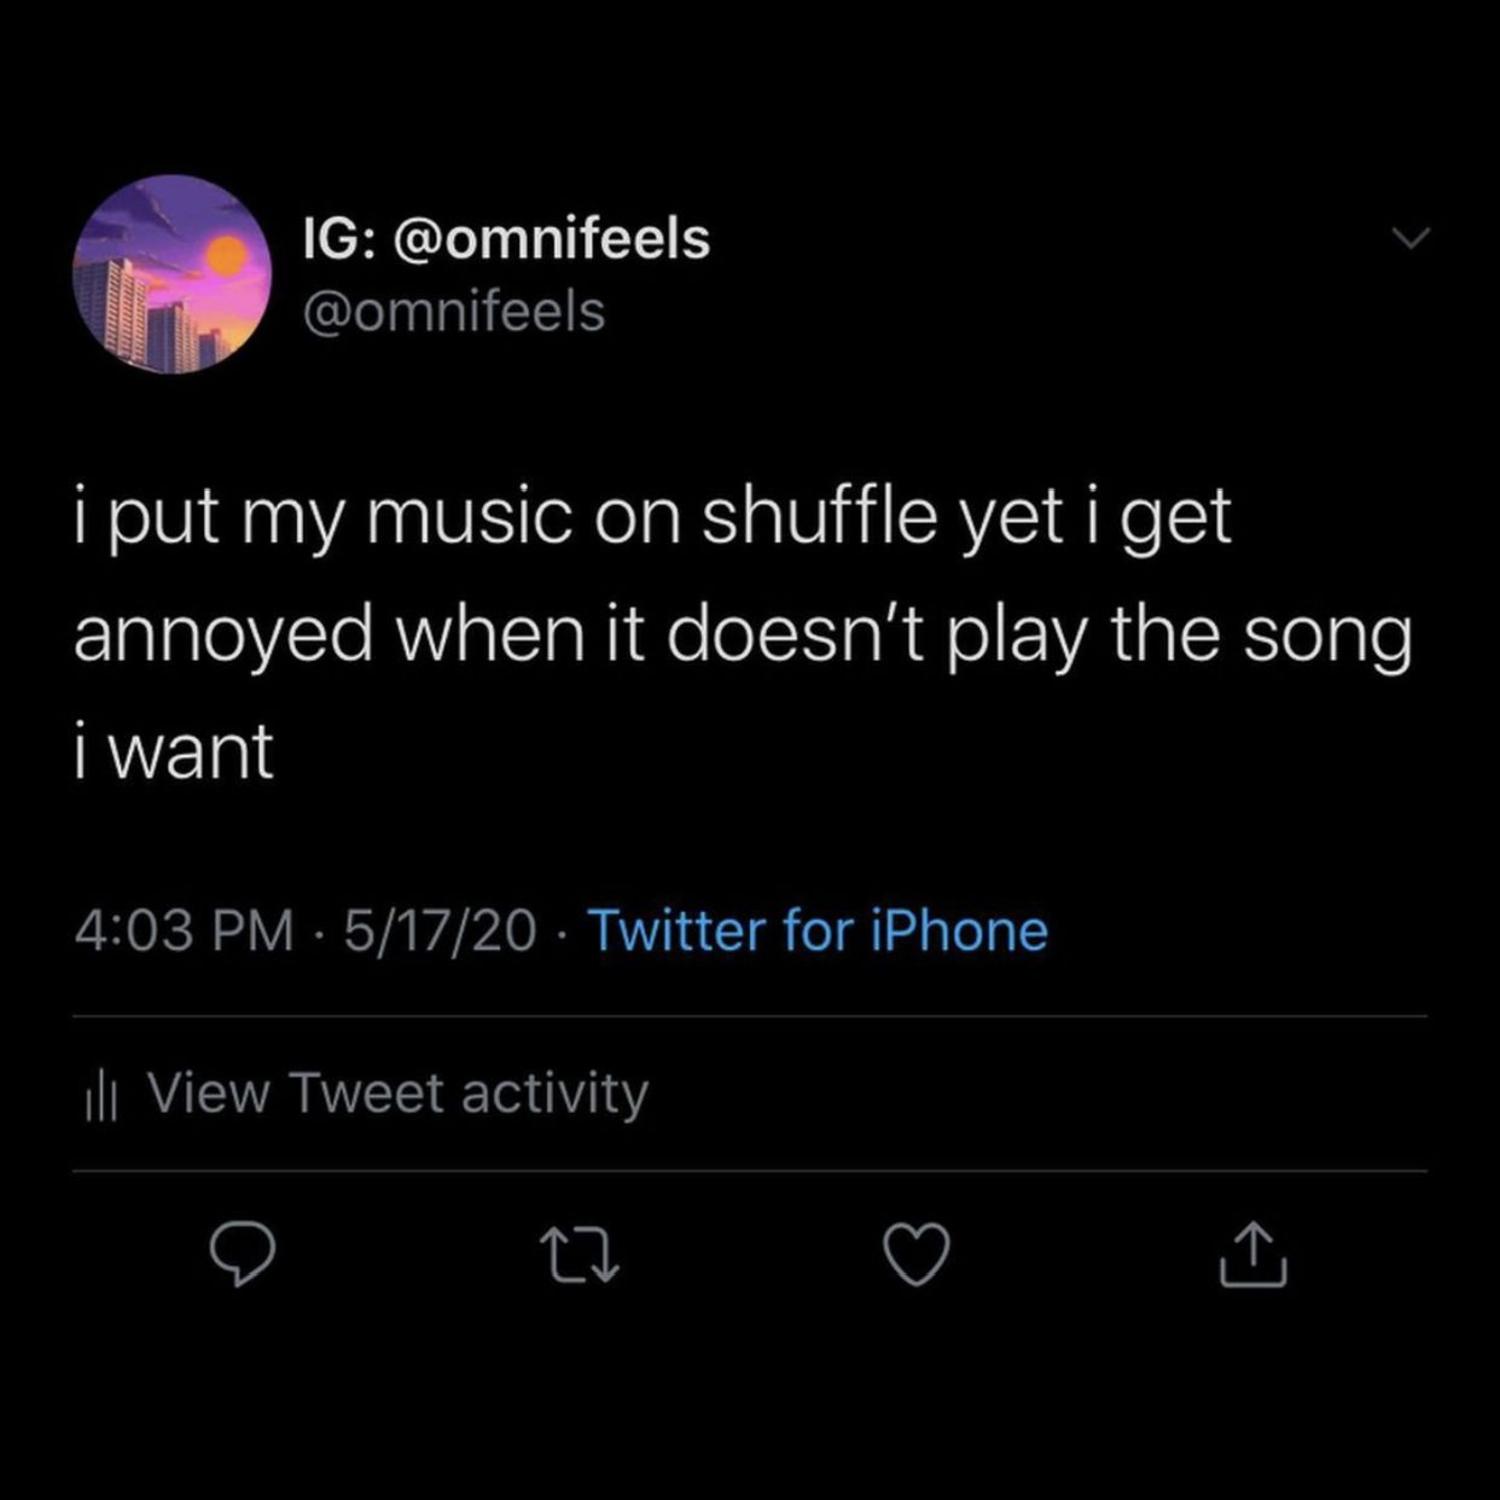 IG: @omnifeels
@omnifeels
i put my music on shuffle yet i get
annoyed when it doesn’t play the song
i want
4:03 PM · 5/17/20 · Twitter for iPhone
View Tweet activity